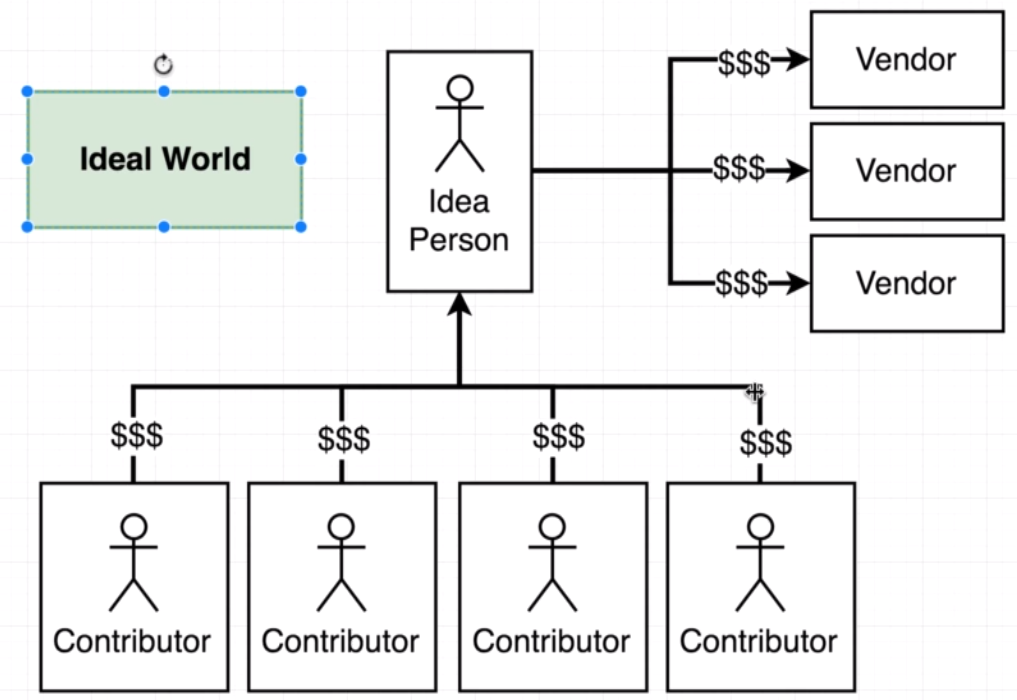 Ideal World
Idea
Person
$$$
Vendor
$$$
Vendor
$$$
Vendor
$$$
$$$
$$$
$$$
Contributor
Contributor
Contributor
Contributor